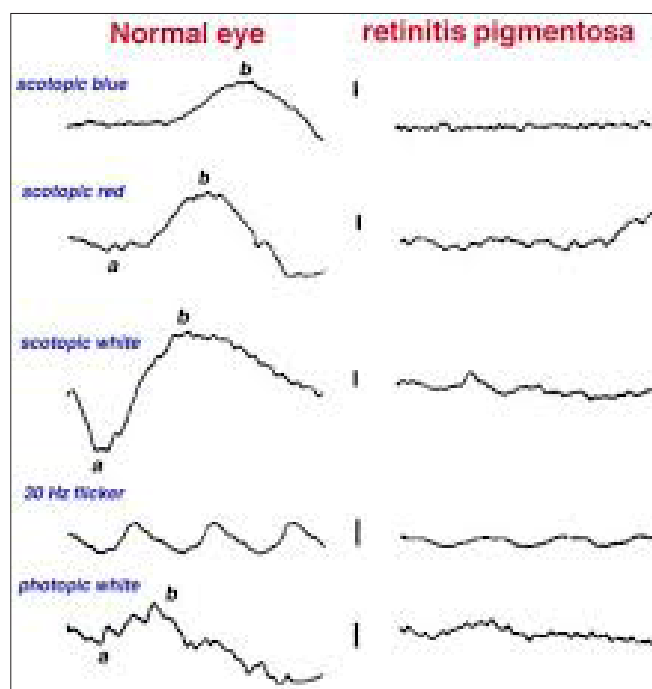 Normal eye
retinitis pigmentosa
scotopic blue
b
scotopic red
b
a
scotopic white
b
a
30 Hz flicker
photopic white
b
a